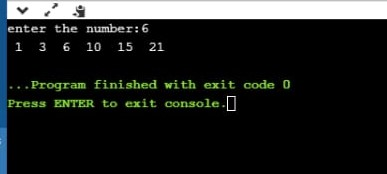 enter the number:6
1 3 6 10 15 21
...Program finished with exit code 0
Press ENTER to exit console.